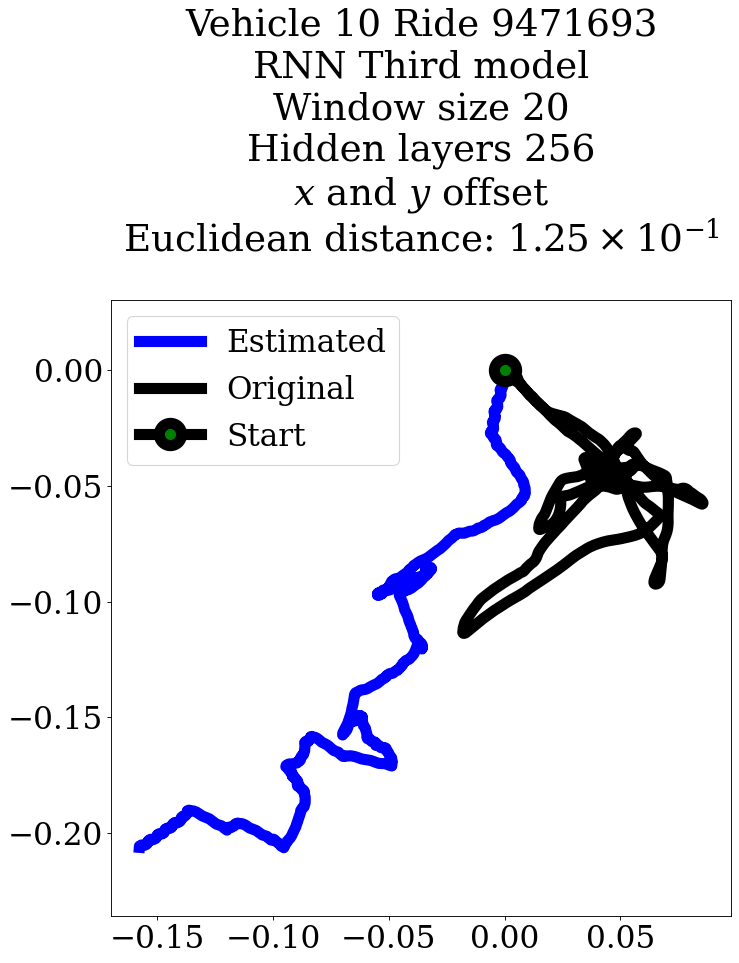 Vehicle 10 Ride 9471693
RNN Third model
Window size 20
Hidden layers 256
x and y offset
Euclidean distance: 1.25 × 10⁻¹
Estimated
Original
Start
0.00
−0.05
−0.10
−0.15
−0.20
−0.15 −0.10 −0.05 0.00 0.05